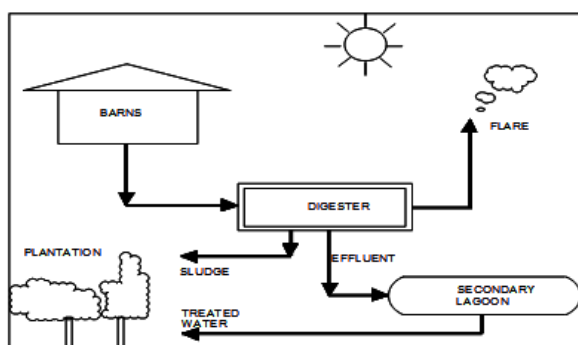 BARNS
FLARE
DIGESTER
PLANTATION
SLUDGE
EFFLUENT
SECONDARY
LAGOON
TREATED
WATER